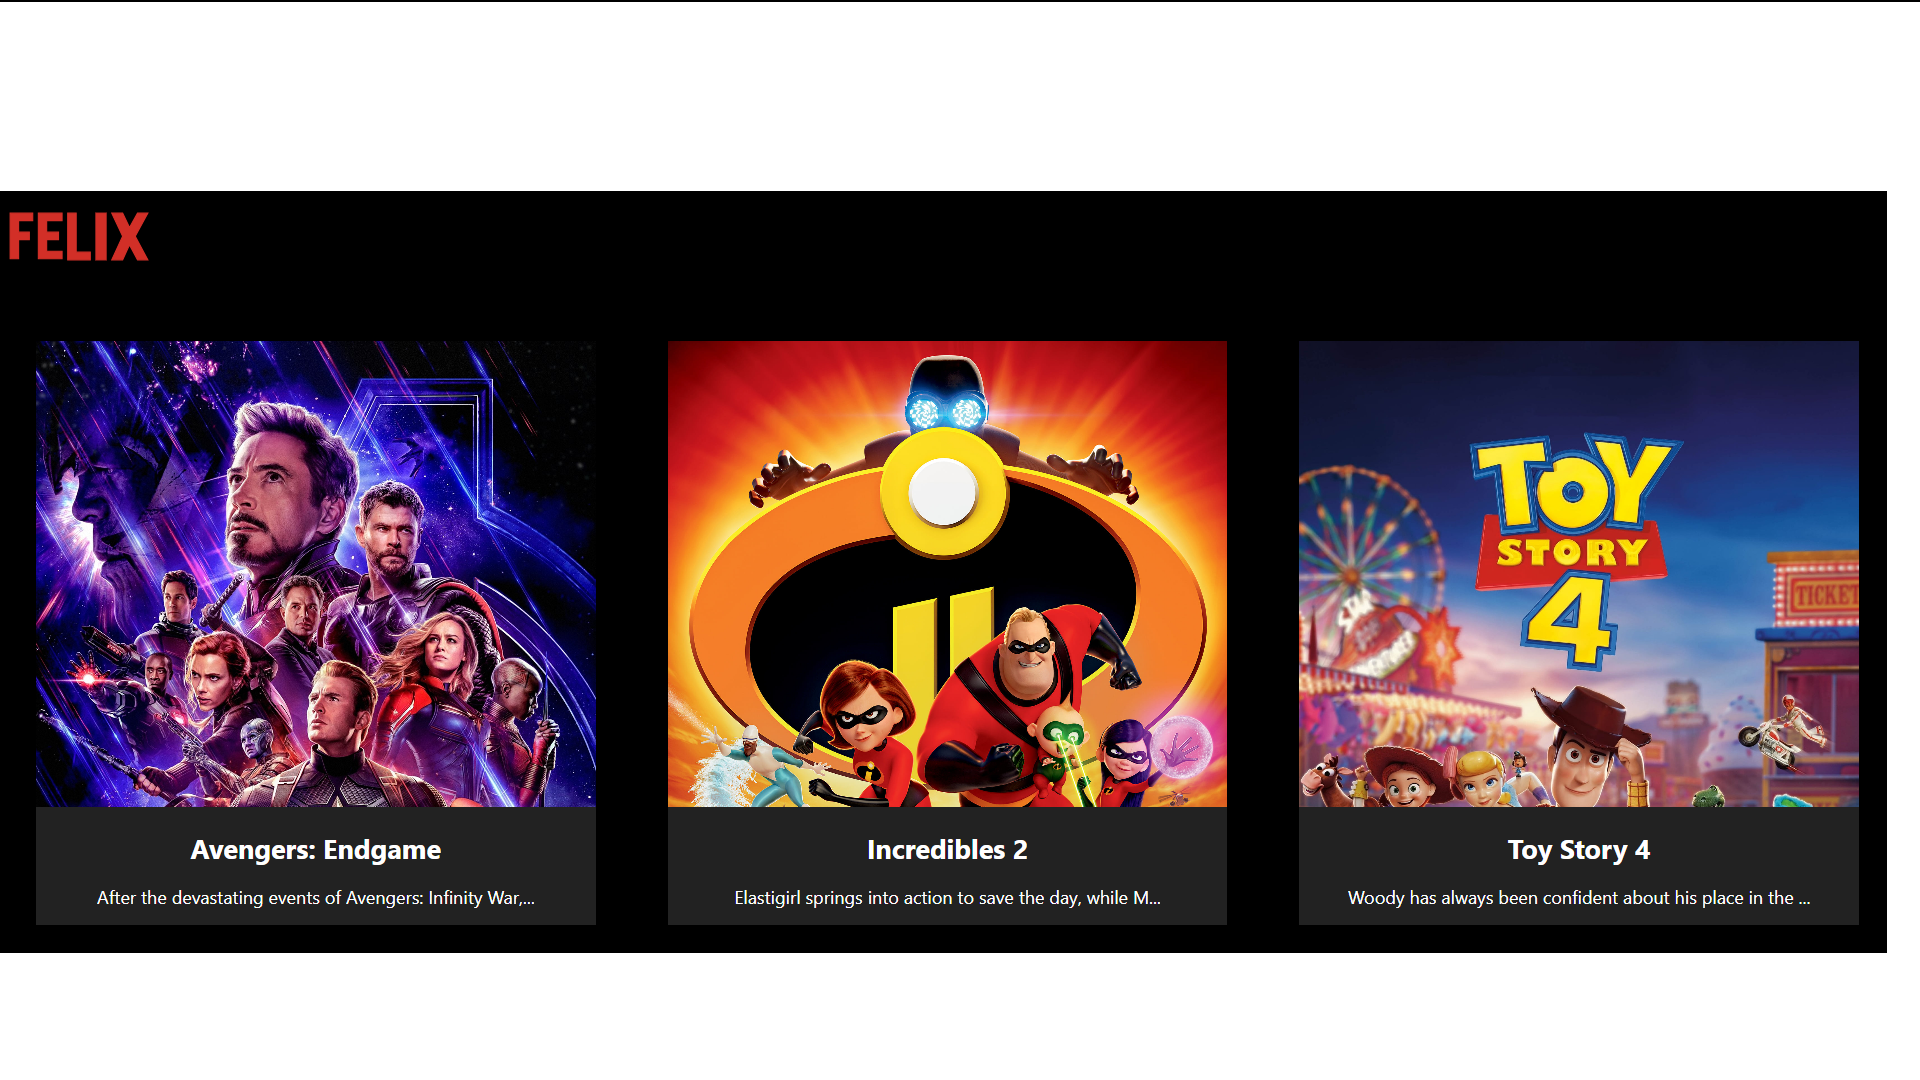 FELIX
TOY
STORY
4
TICKET
Avengers: Endgame
Incredibles 2
Toy Story 4
After the devastating events of Avengers: Infinity War,...
Elastigirl springs into action to save the day, while M...
Woody has always been confident about his place in the ...